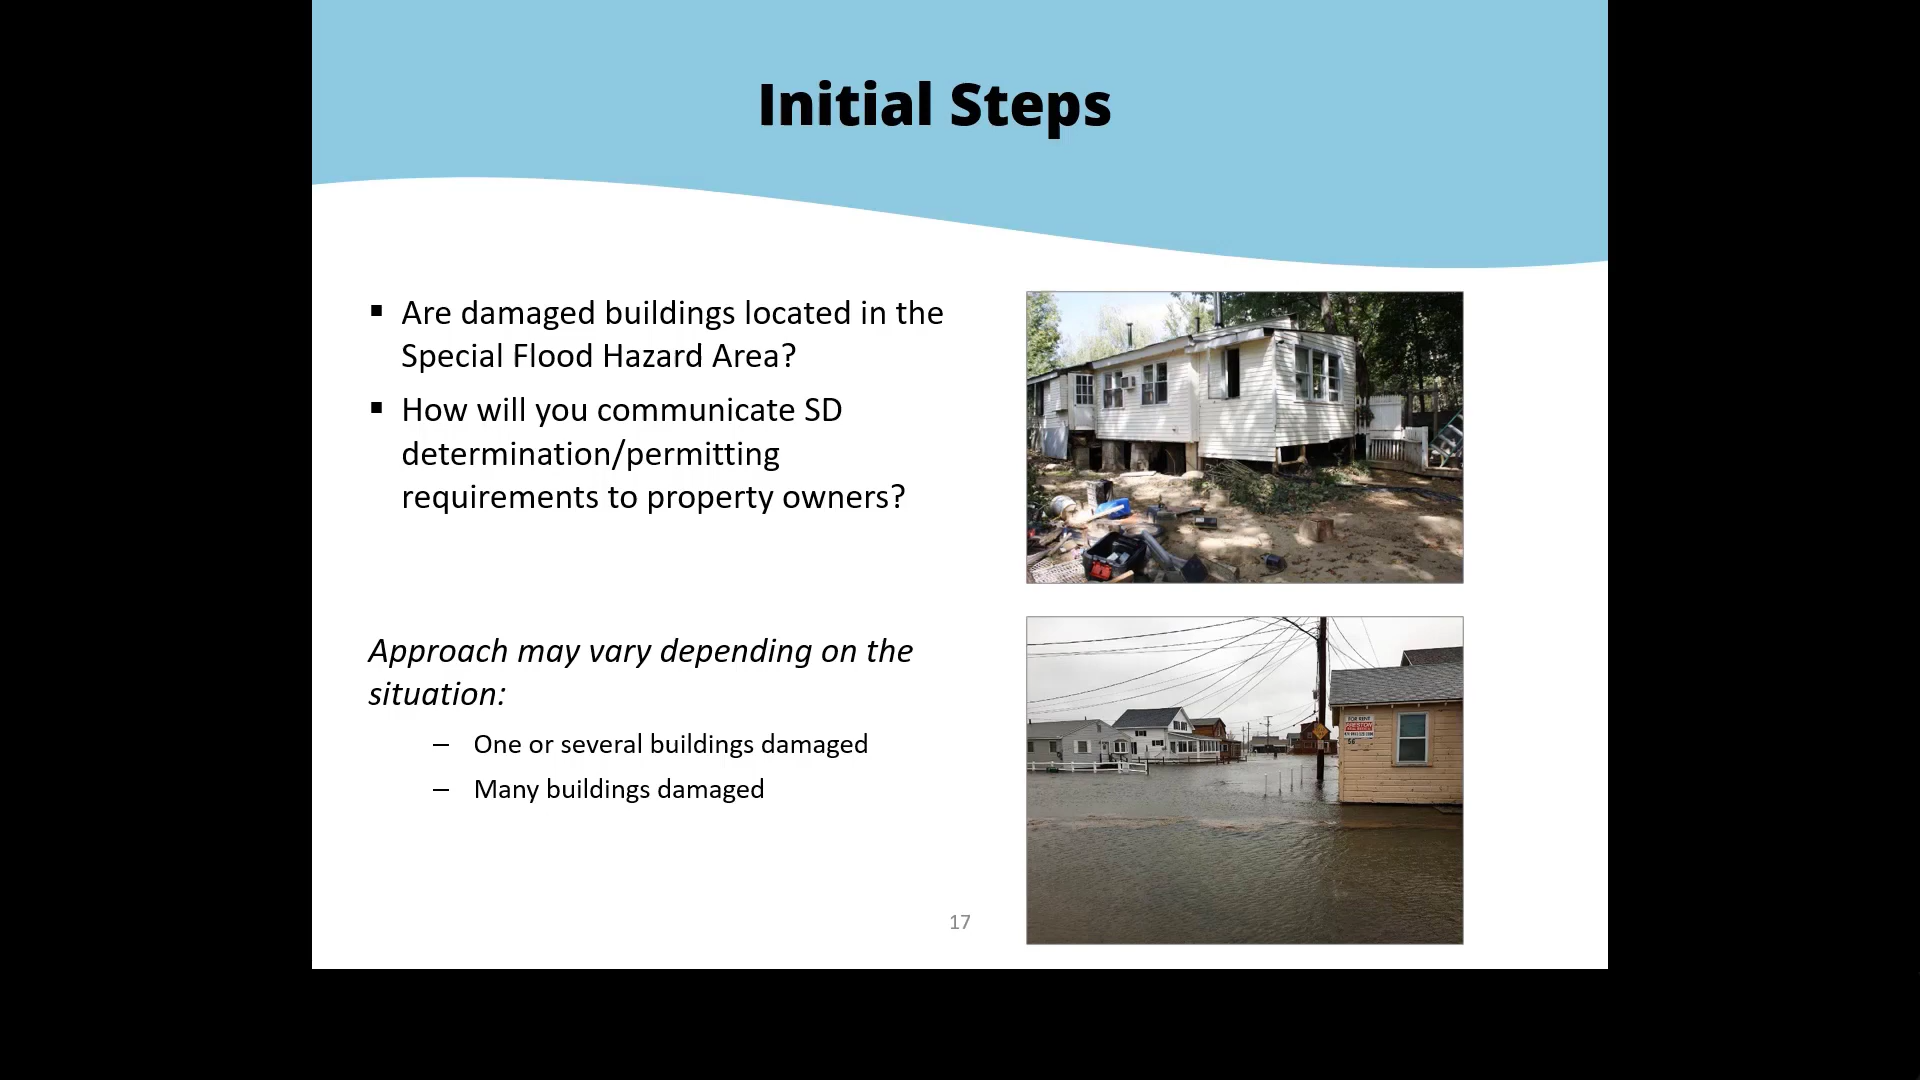 Initial Steps
▪ Are damaged buildings located in the
Special Flood Hazard Area?
▪ How will you communicate SD
determination/permitting
requirements to property owners?
Approach may vary depending on the
situation:
– One or several buildings damaged
– Many buildings damaged
FOR RENT
17